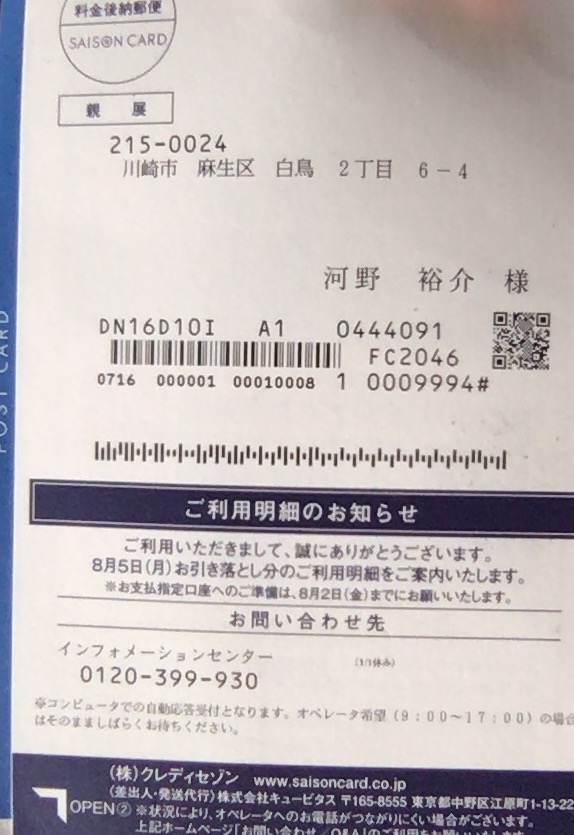 料金後納郵便
SAISON CARD
親 展
215-0024
川崎市 麻生区 白鳥 2丁目 6-4
河野 裕介 様
DN16D10I A1 0444091
FC2046
0716 000001 00010008 1 0009994#
POST CARD
ご利用明細のお知らせ
ご利用いただきまして、誠にありがとうございます。
8月5日(月)お引き落とし分のご利用明細をご案内いたします。
※お支払指定口座へのご準備は、8月2日(金)までにお願いいたします。
お問い合わせ先
インフォメーションセンター (1/1休み)
0120-399-930
※コンピュータでの自動応答受付となります。オペレータ希望(9:00〜17:00)の場合
はそのまましばらくお待ちください。
(株)クレディセゾン www.saisoncard.co.jp
(差出人・発送代行)株式会社キュービタス 〒165-8555 東京都中野区江原町1-13-22
OPEN② ※状況により、オペレータへのお電話がつながりにくい場合がございます。
上記ホームページ「お問い合わせ・Q&A」のご利用をお願い